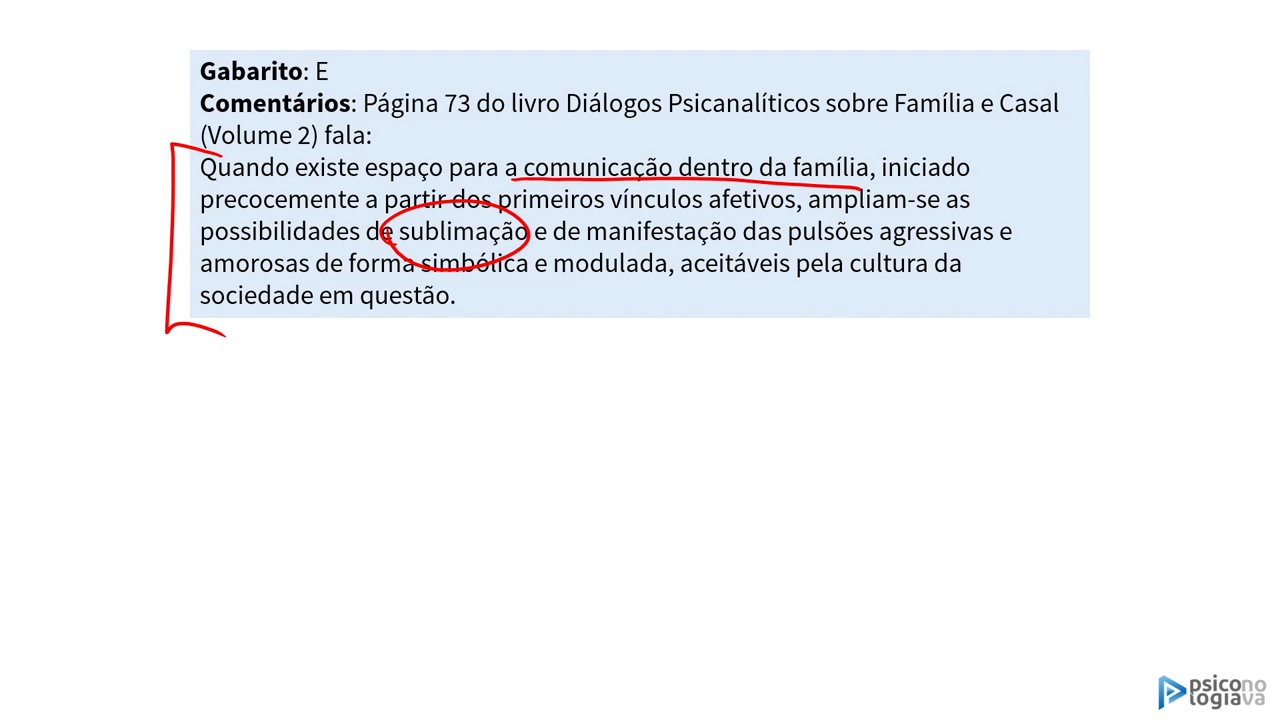 Gabarito: E
Comentários: Página 73 do livro Diálogos Psicanalíticos sobre Família e Casal
(Volume 2) fala:
Quando existe espaço para a comunicação dentro da família, iniciado
precocemente a partir dos primeiros vínculos afetivos, ampliam-se as
possibilidades de sublimação e de manifestação das pulsões agressivas e
amorosas de forma simbólica e modulada, aceitáveis pela cultura da
sociedade em questão.
psicono
logiava